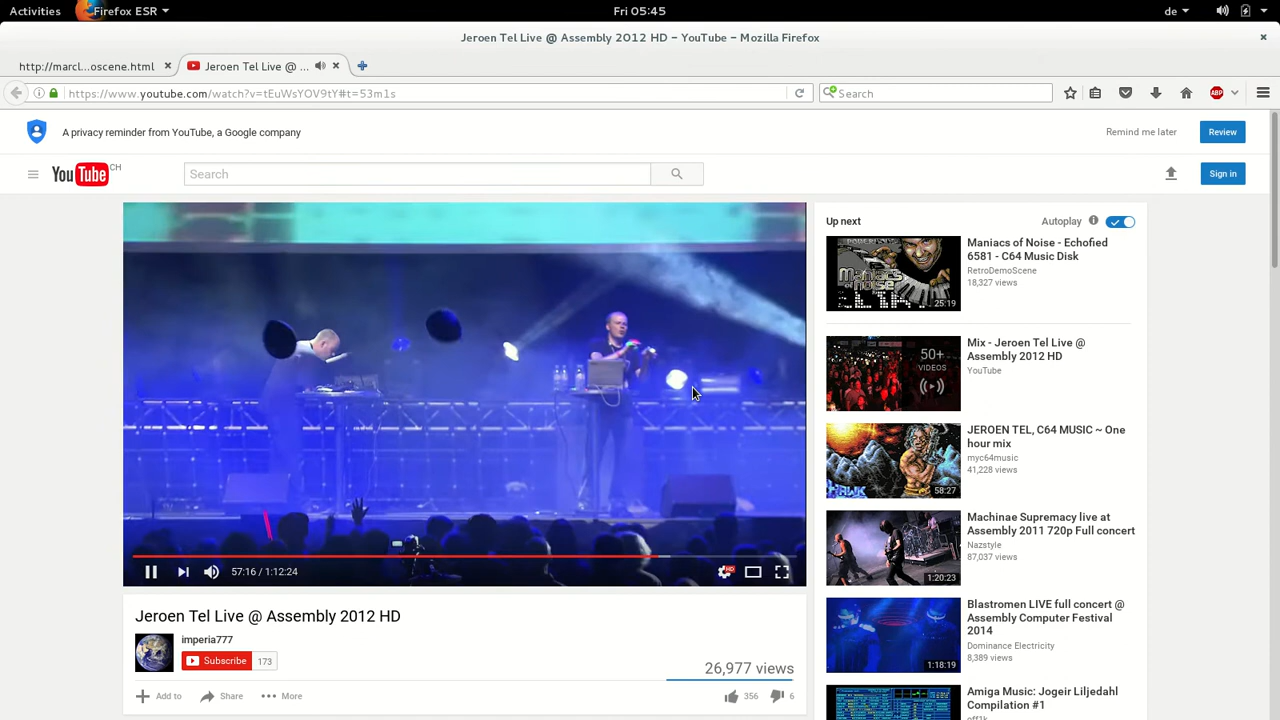 Activities Firefox ESR Fri 05:45 de
Jeroen Tel Live @ Assembly 2012 HD – YouTube – Mozilla Firefox
http://marcl...oscene.html Jeroen Tel Live @ ...
https://www.youtube.com/watch?v=tEuWsYOV9tY#t=53m1s Search ABP
A privacy reminder from YouTube, a Google company Remind me later Review
YouTube CH Search Sign in
Up next Autoplay
Maniacs of Noise - Echofied
6581 - C64 Music Disk
RetroDemoScene
18,327 views
25:19
Mix - Jeroen Tel Live @
Assembly 2012 HD
YouTube
50+
VIDEOS
JEROEN TEL, C64 MUSIC ~ One
hour mix
myc64music
41,228 views
58:27
Machinae Supremacy live at
Assembly 2011 720p Full concert
Nazstyle
87,037 views
1:20:23
Blastromen LIVE full concert @
Assembly Computer Festival
2014
Dominance Electricity
8,389 views
1:18:19
Amiga Music: Jogeir Liljedahl
Compilation #1
57:16 / 1:12:24 HD
Jeroen Tel Live @ Assembly 2012 HD
imperia777
Subscribe 173
26,977 views
Add to Share More 356 6